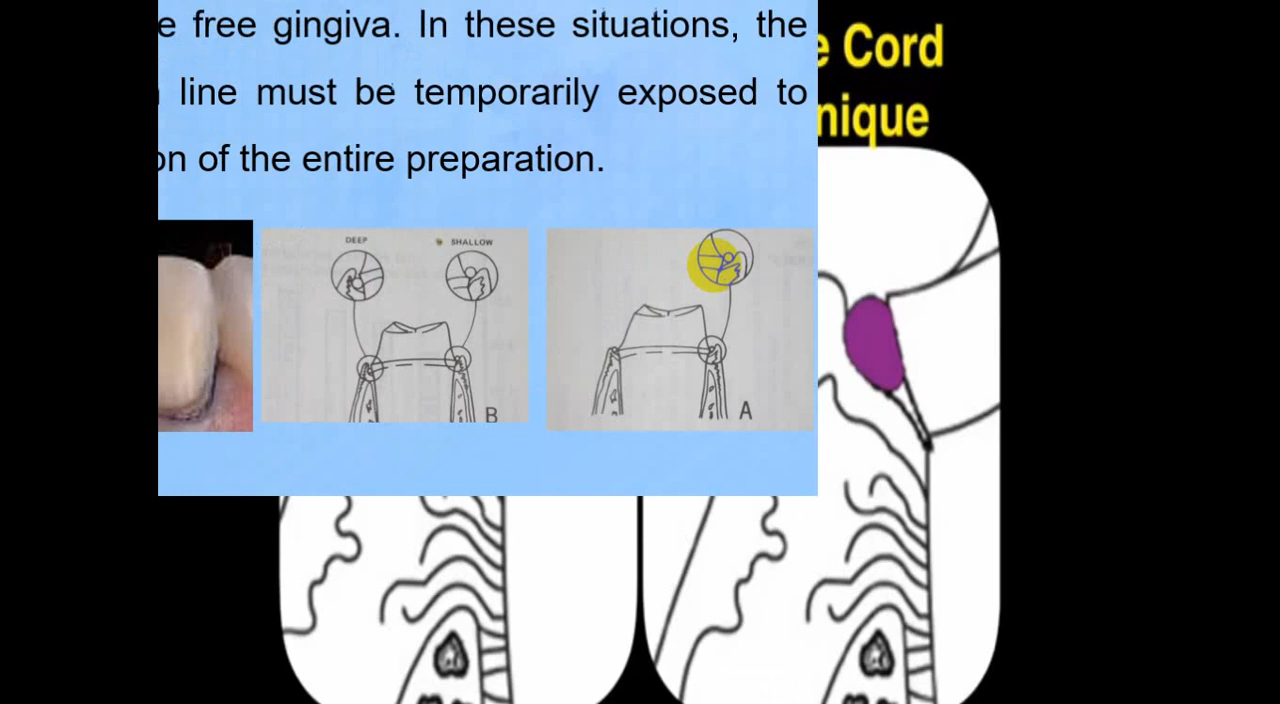 e free gingiva. In these situations, the
line must be temporarily exposed to
on of the entire preparation.
e Cord
nique
DEEP
SHALLOW
B
A